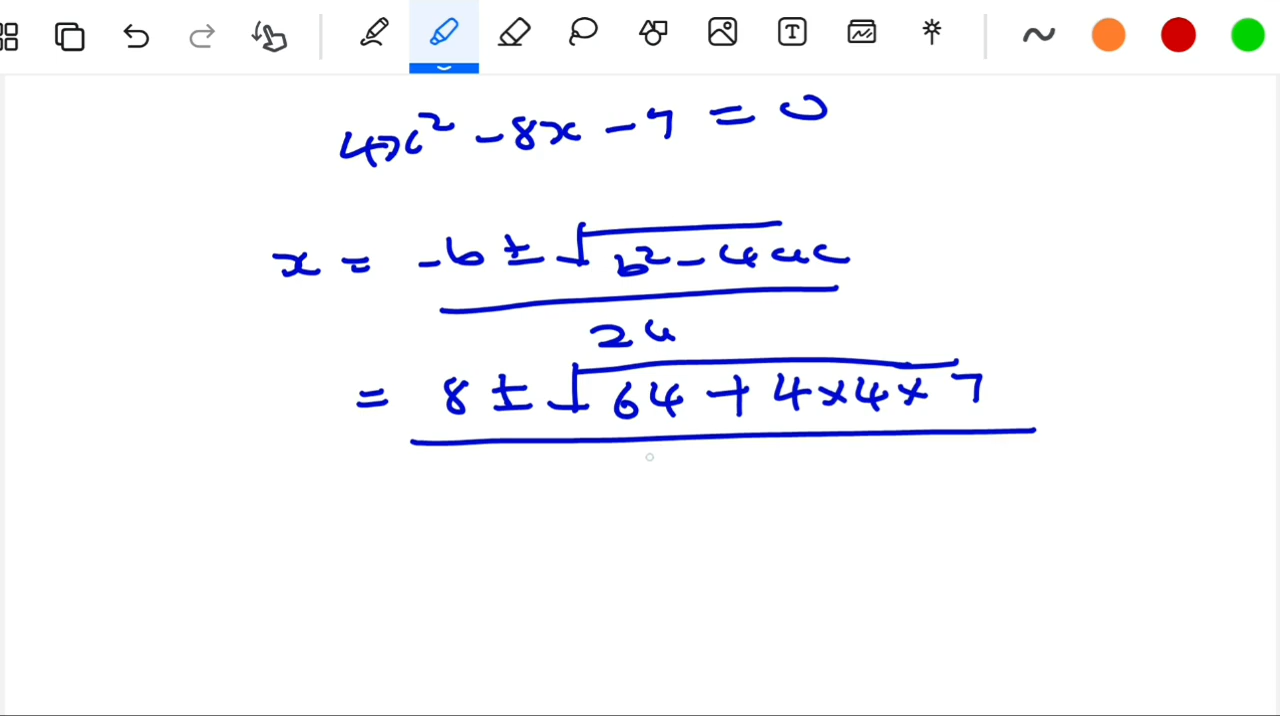 4x² - 8x - 7 = 0
x = -b ± √b² - 4ac
2a
= 8 ± √64 + 4×4×7